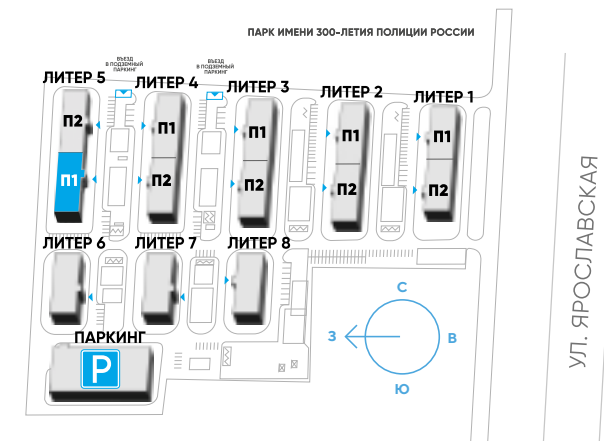 ПАРК ИМЕНИ 300-ЛЕТИЯ ПОЛИЦИИ РОССИИ
ВЪЕЗД
В ПОДЗЕМНЫЙ
ПАРКИНГ
ВЪЕЗД
В ПОДЗЕМНЫЙ
ПАРКИНГ
ЛИТЕР 5
ЛИТЕР 4
ЛИТЕР 3
ЛИТЕР 2
ЛИТЕР 1
П2
П1
П1
П1
П1
П1
П2
П2
П2
П2
УЛ. ЯРОСЛАВСКАЯ
ЛИТЕР 6
ЛИТЕР 7
ЛИТЕР 8
С
З
В
Ю
ПАРКИНГ
P